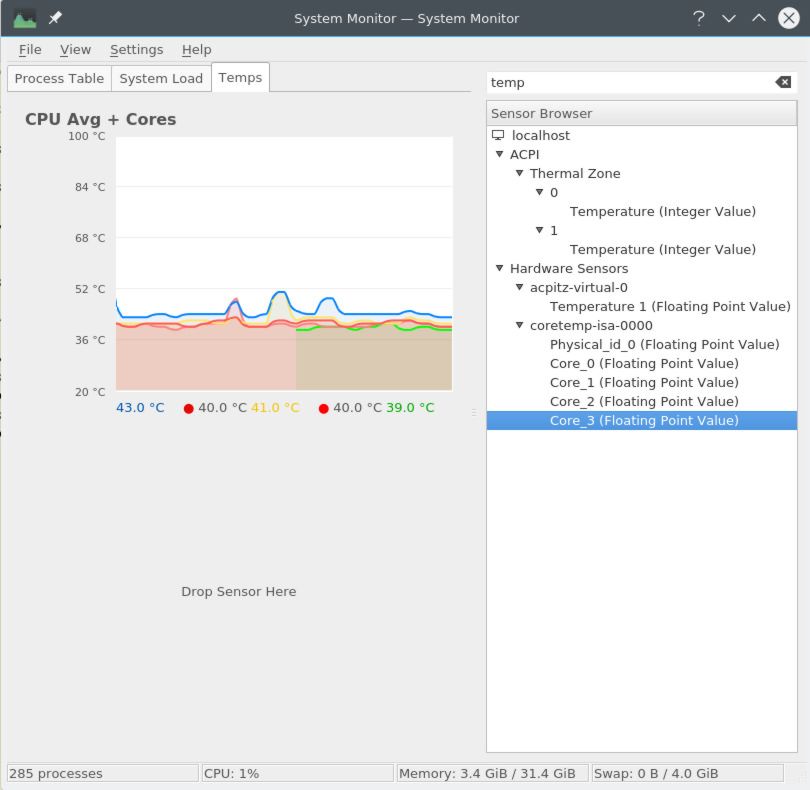 System Monitor — System Monitor
File View Settings Help
Process Table System Load Temps
temp
CPU Avg + Cores
100 °C
84 °C
68 °C
52 °C
36 °C
20 °C
43.0 °C 40.0 °C 41.0 °C 40.0 °C 39.0 °C
Drop Sensor Here
Sensor Browser
localhost
ACPI
Thermal Zone
0
Temperature (Integer Value)
1
Temperature (Integer Value)
Hardware Sensors
acpitz-virtual-0
Temperature 1 (Floating Point Value)
coretemp-isa-0000
Physical_id_0 (Floating Point Value)
Core_0 (Floating Point Value)
Core_1 (Floating Point Value)
Core_2 (Floating Point Value)
Core_3 (Floating Point Value)
285 processes CPU: 1% Memory: 3.4 GiB / 31.4 GiB Swap: 0 B / 4.0 GiB